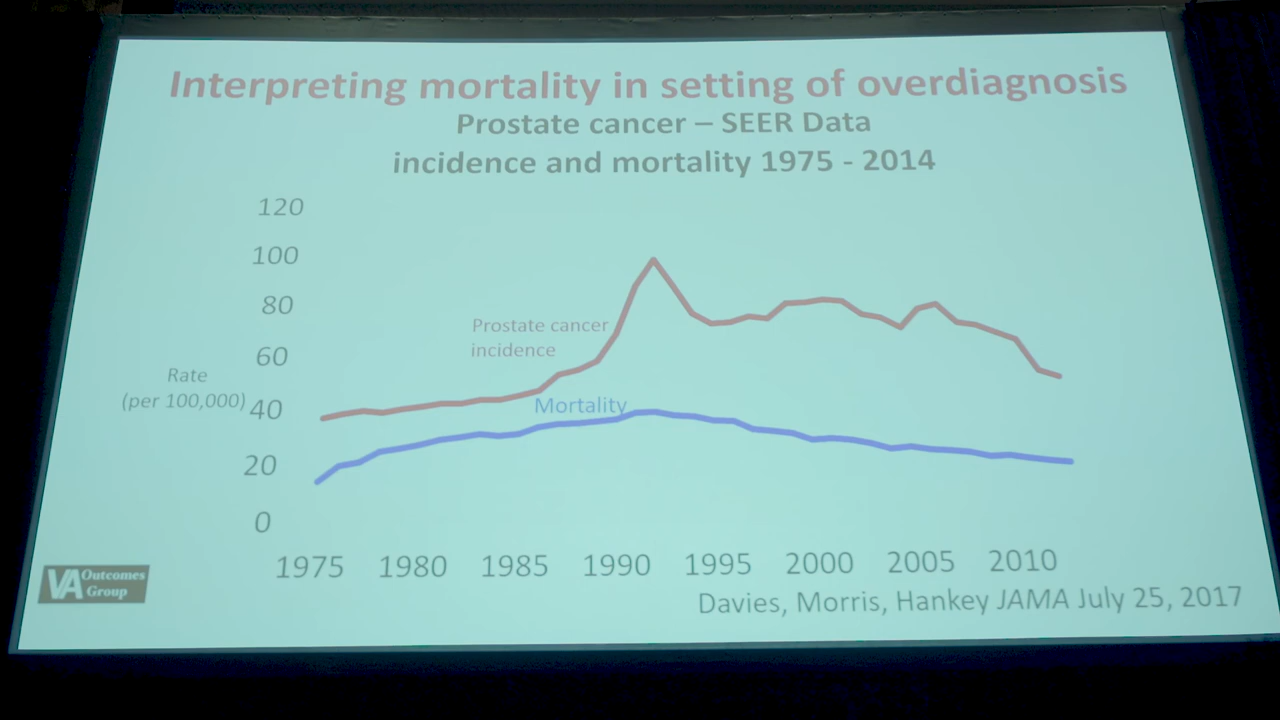 Interpreting mortality in setting of overdiagnosis
Prostate cancer – SEER Data
incidence and mortality 1975 - 2014
120
100
80
60
40
20
0
Rate
(per 100,000)
Prostate cancer
incidence
Mortality
1975 1980 1985 1990 1995 2000 2005 2010
VA Outcomes
Group
Davies, Morris, Hankey JAMA July 25, 2017